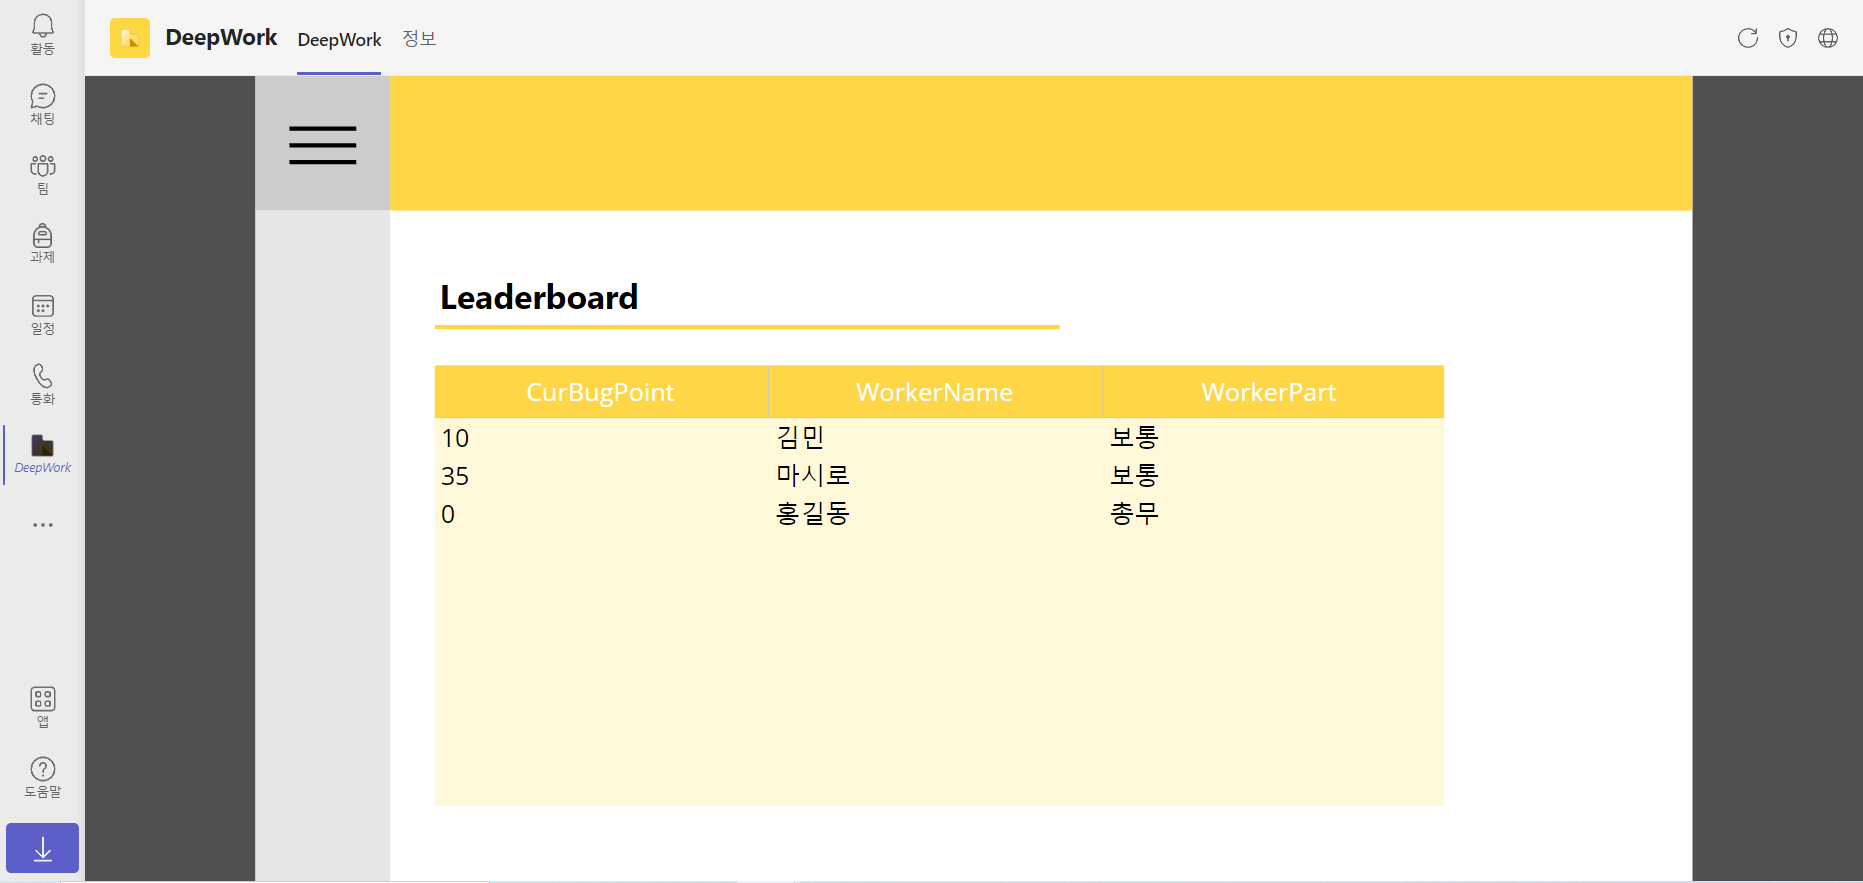 활동
채팅
팀
과제
일정
통화
DeepWork
앱
도움말
DeepWork DeepWork 정보
Leaderboard
CurBugPoint WorkerName WorkerPart
10 김민 보통
35 마시로 보통
0 홍길동 총무